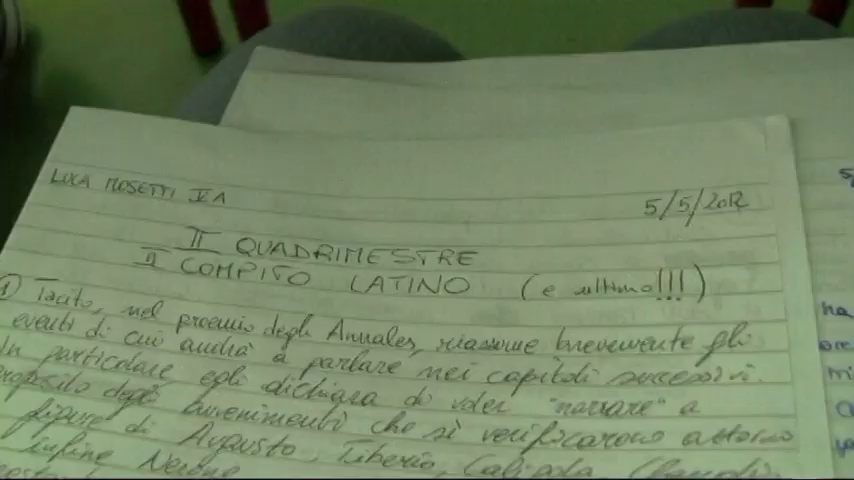 LUCA MOSETTI VA 5/5/2012
II QUADRIMESTRE
II COMPITO LATINO (e ultimo!!!)
1) Tacito, nel proemio degli Annales, riassume brevemente gli
eventi di cui andrà a parlare nei capitoli successivi.
In particolare, egli dichiara di voler "narrare" a
proposito degli avvenimenti che si verificarono attorno
figure di Augusto, Tiberio, Caligola,
infine Nerone